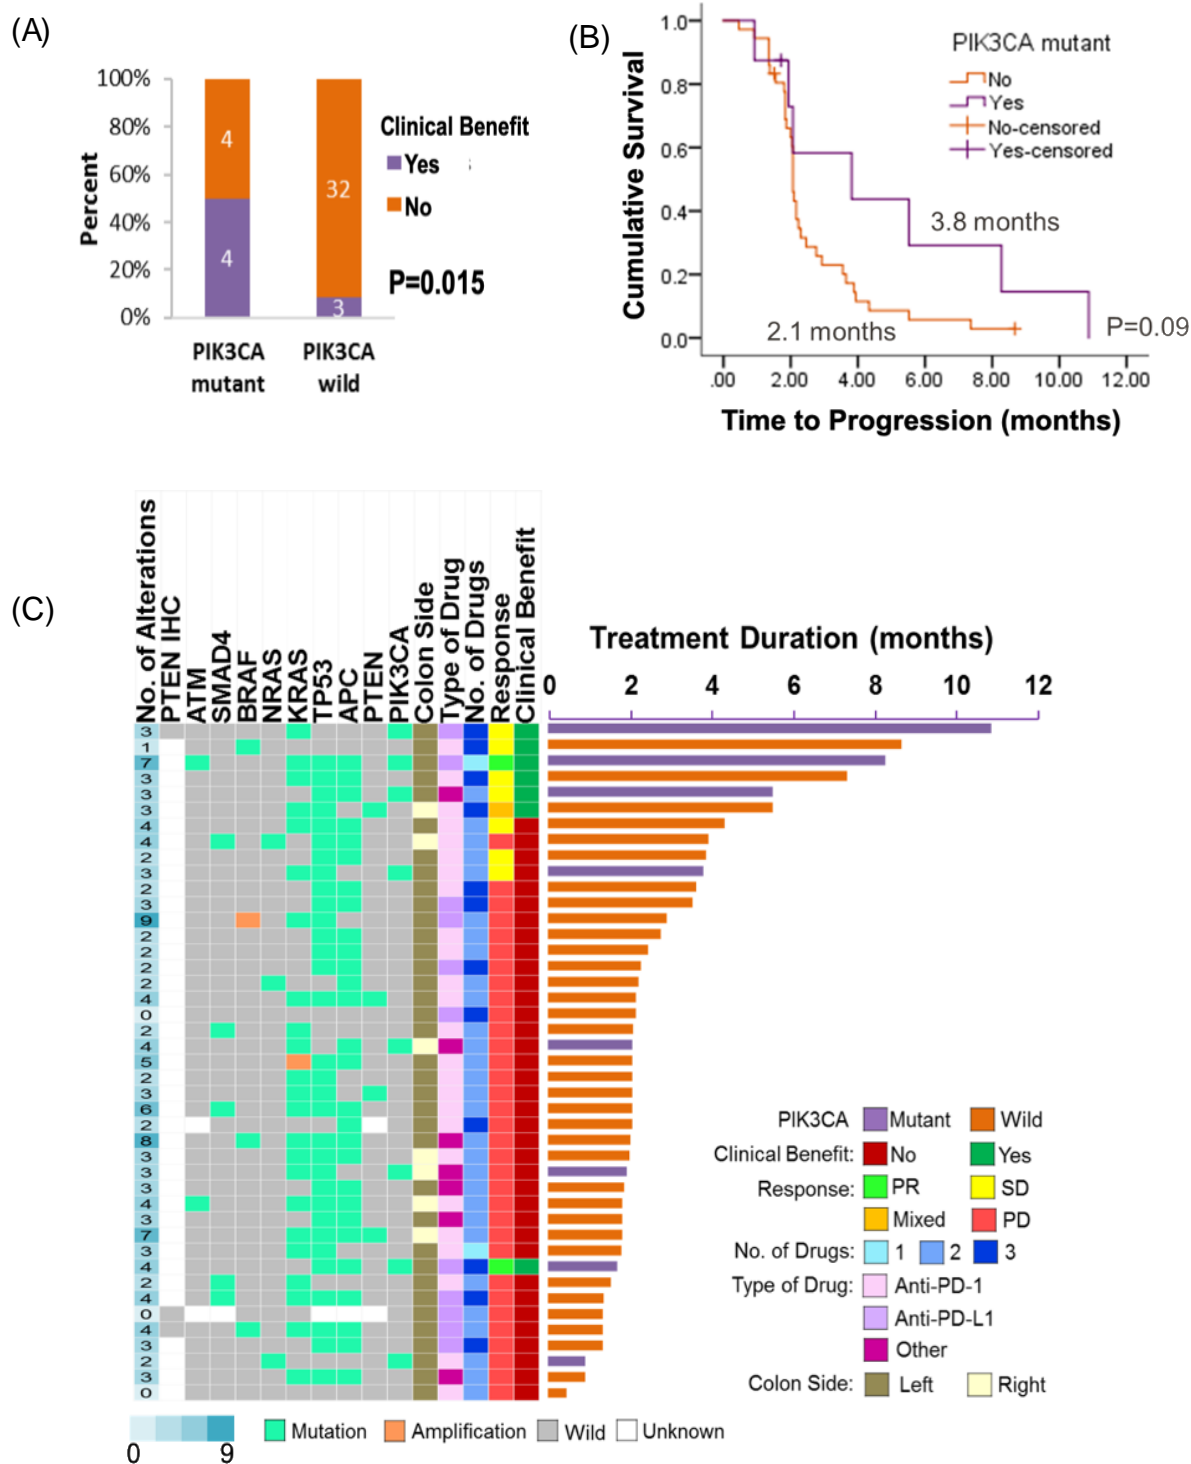 (A)
100%
80%
60%
40%
20%
0%
Percent
4
4
32
3
PIK3CA
mutant
PIK3CA
wild
Clinical Benefit
Yes
No
P=0.015
(B)
Cumulative Survival
1.0
0.8
0.6
0.4
0.2
0.0
PIK3CA mutant
No
Yes
No-censored
Yes-censored
3.8 months
2.1 months
P=0.09
.00 2.00 4.00 6.00 8.00 10.00 12.00
Time to Progression (months)
(C)
No. of Alterations
PTEN IHC
ATM
SMAD4
BRAF
NRAS
KRAS
TP53
APC
PTEN
PIK3CA
Colon Side
Type of Drug
No. of Drugs
Response
Clinical Benefit
Treatment Duration (months)
0 2 4 6 8 10 12
3
1
7
3
3
3
4
4
2
3
2
3
9
2
2
2
2
4
0
2
4
5
2
3
6
2
8
3
3
3
4
3
7
3
4
2
4
0
4
3
2
3
0
PIK3CA Mutant Wild
Clinical Benefit: No Yes
Response: PR SD
Mixed PD
No. of Drugs: 1 2 3
Type of Drug: Anti-PD-1
Anti-PD-L1
Other
Colon Side: Left Right
0 9
Mutation Amplification Wild Unknown